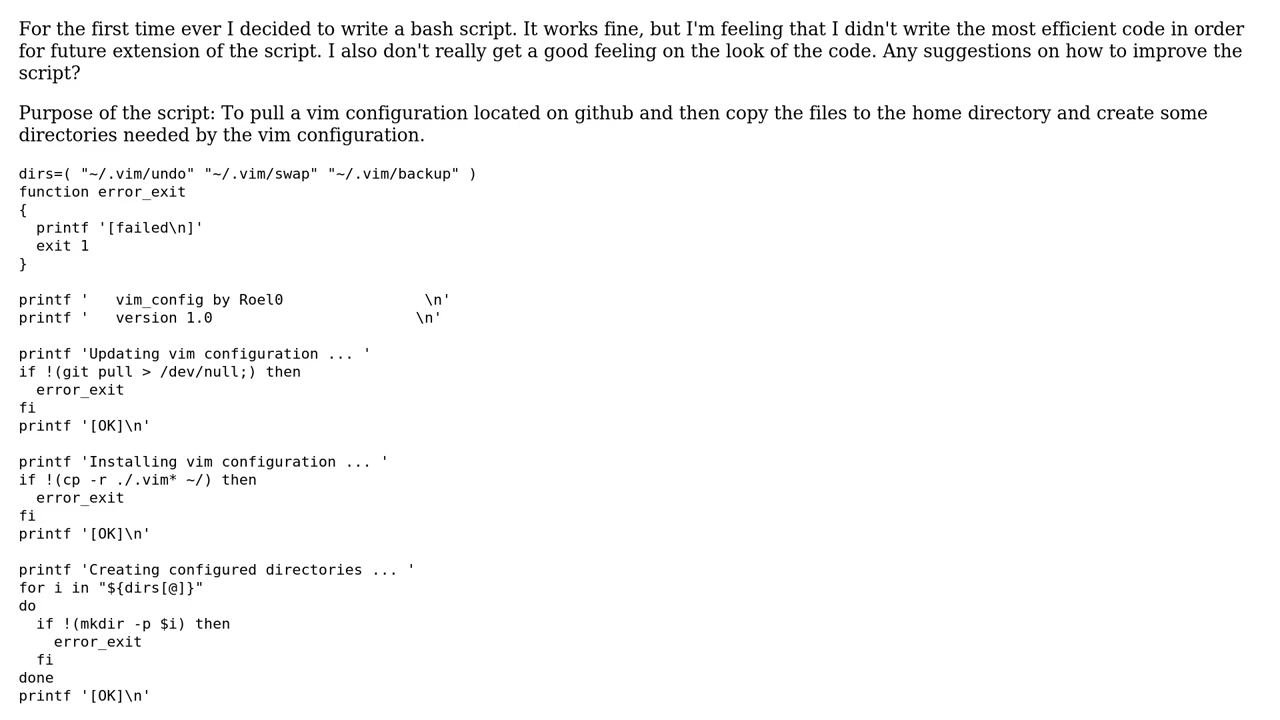 For the first time ever I decided to write a bash script. It works fine, but I'm feeling that I didn't write the most efficient code in order
for future extension of the script. I also don't really get a good feeling on the look of the code. Any suggestions on how to improve the
script?
Purpose of the script: To pull a vim configuration located on github and then copy the files to the home directory and create some
directories needed by the vim configuration.
dirs=( "~/.vim/undo" "~/.vim/swap" "~/.vim/backup" )
function error_exit
{
  printf '[failed\n]'
  exit 1
}
printf '   vim_config by Roel0                \n'
printf '   version 1.0                       \n'
printf 'Updating vim configuration ... '
if !(git pull > /dev/null;) then
  error_exit
fi
printf '[OK]\n'
printf 'Installing vim configuration ... '
if !(cp -r ./.vim* ~/) then
  error_exit
fi
printf '[OK]\n'
printf 'Creating configured directories ... '
for i in "${dirs[@]}"
do
  if !(mkdir -p $i) then
    error_exit
  fi
done
printf '[OK]\n'